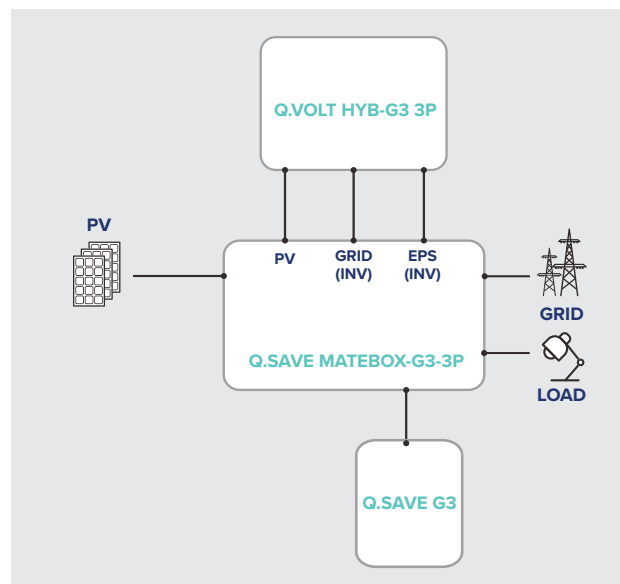 Q.VOLT HYB-G3 3P
PV
PV
GRID
(INV)
EPS
(INV)
GRID
Q.SAVE MATEBOX-G3-3P
LOAD
Q.SAVE G3